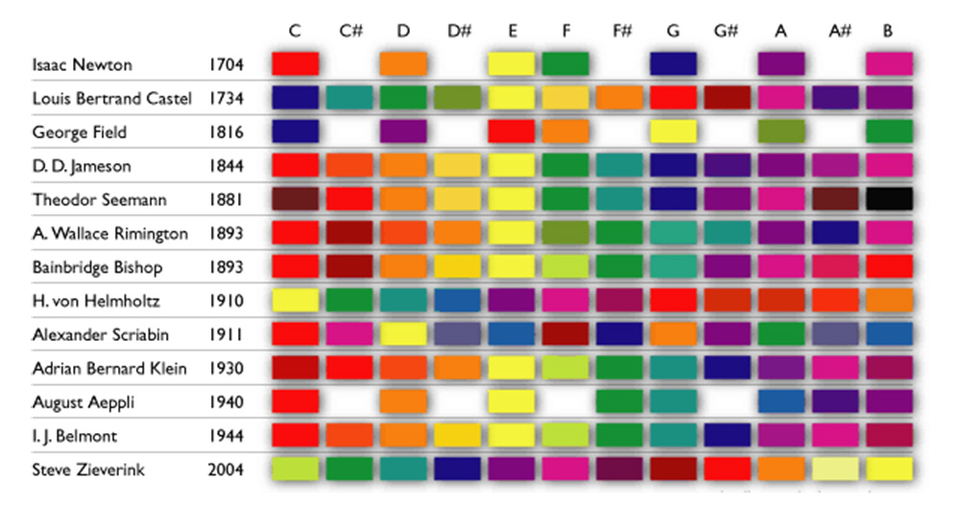 C C# D D# E F F# G G# A A# B
Isaac Newton 1704
Louis Bertrand Castel 1734
George Field 1816
D. D. Jameson 1844
Theodor Seemann 1881
A. Wallace Rimington 1893
Bainbridge Bishop 1893
H. von Helmholtz 1910
Alexander Scriabin 1911
Adrian Bernard Klein 1930
August Aeppli 1940
I. J. Belmont 1944
Steve Zieverink 2004